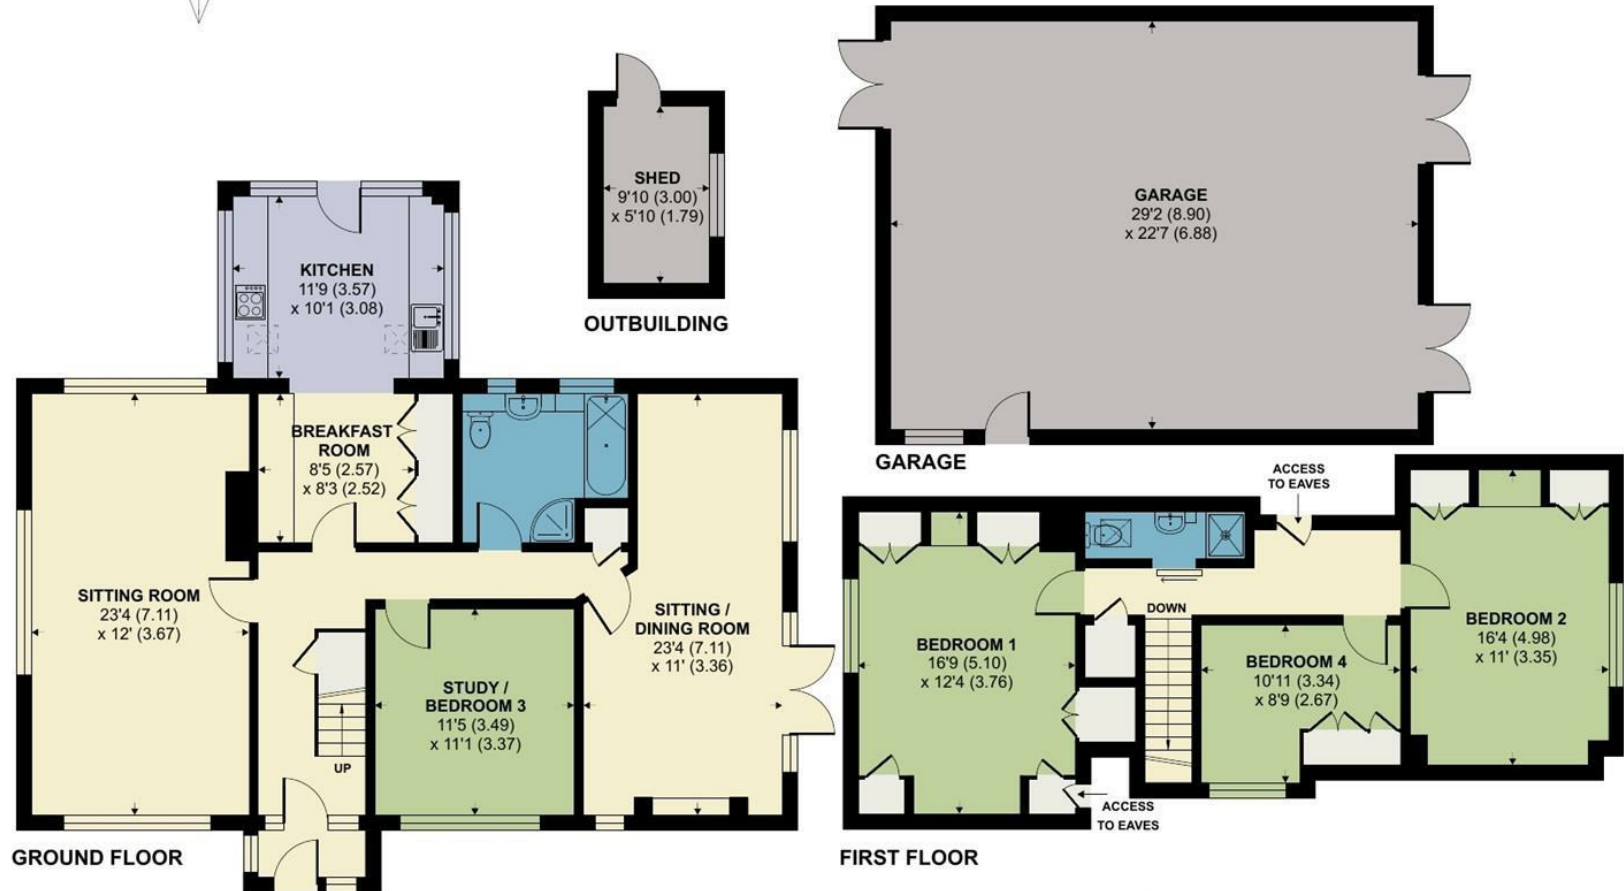 SHED
9'10 (3.00)
x 5'10 (1.79)
OUTBUILDING
GARAGE
29'2 (8.90)
x 22'7 (6.88)
GARAGE
KITCHEN
11'9 (3.57)
x 10'1 (3.08)
BREAKFAST
ROOM
8'5 (2.57)
x 8'3 (2.52)
SITTING ROOM
23'4 (7.11)
x 12' (3.67)
SITTING /
DINING ROOM
23'4 (7.11)
x 11' (3.36)
STUDY /
BEDROOM 3
11'5 (3.49)
x 11'1 (3.37)
UP
GROUND FLOOR
ACCESS
TO EAVES
DOWN
BEDROOM 1
16'9 (5.10)
x 12'4 (3.76)
BEDROOM 4
10'11 (3.34)
x 8'9 (2.67)
BEDROOM 2
16'4 (4.98)
x 11' (3.35)
ACCESS
TO EAVES
FIRST FLOOR